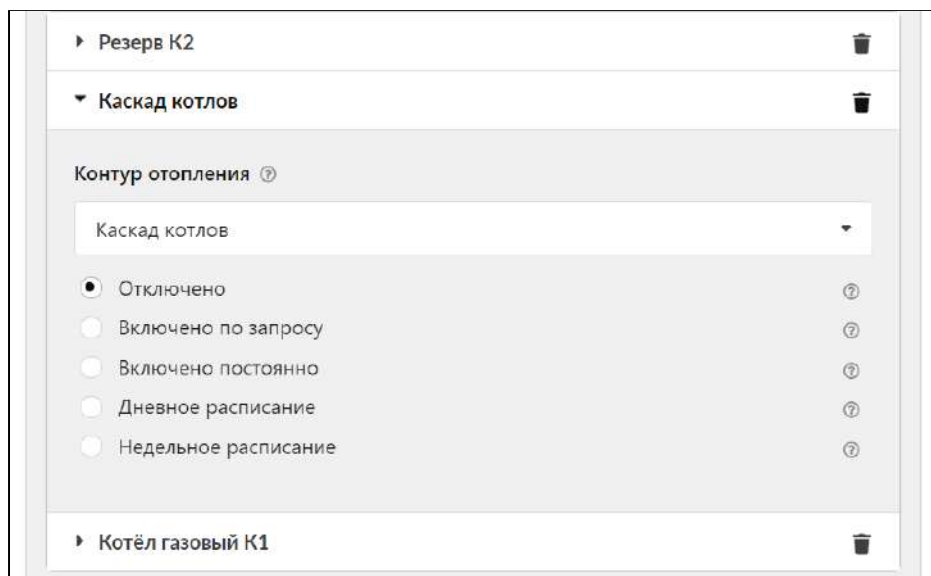 Резерв К2
Каскад котлов
Контур отопления
Каскад котлов
Отключено
Включено по запросу
Включено постоянно
Дневное расписание
Недельное расписание
Котёл газовый К1